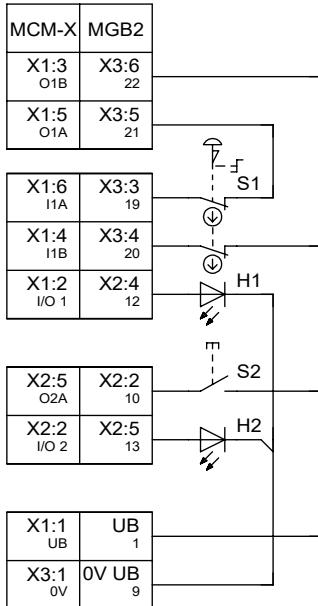 MCM-X MGB2
X1:3 X3:6
O1B 22
X1:5 X3:5
O1A 21
X1:6 X3:3
I1A 19
S1
X1:4 X3:4
I1B 20
X1:2 X2:4
I/O 1 12
H1
X2:5 X2:2
O2A 10
S2
X2:2 X2:5
I/O 2 13
H2
X1:1 UB
UB 1
X3:1 0V UB
0V 9